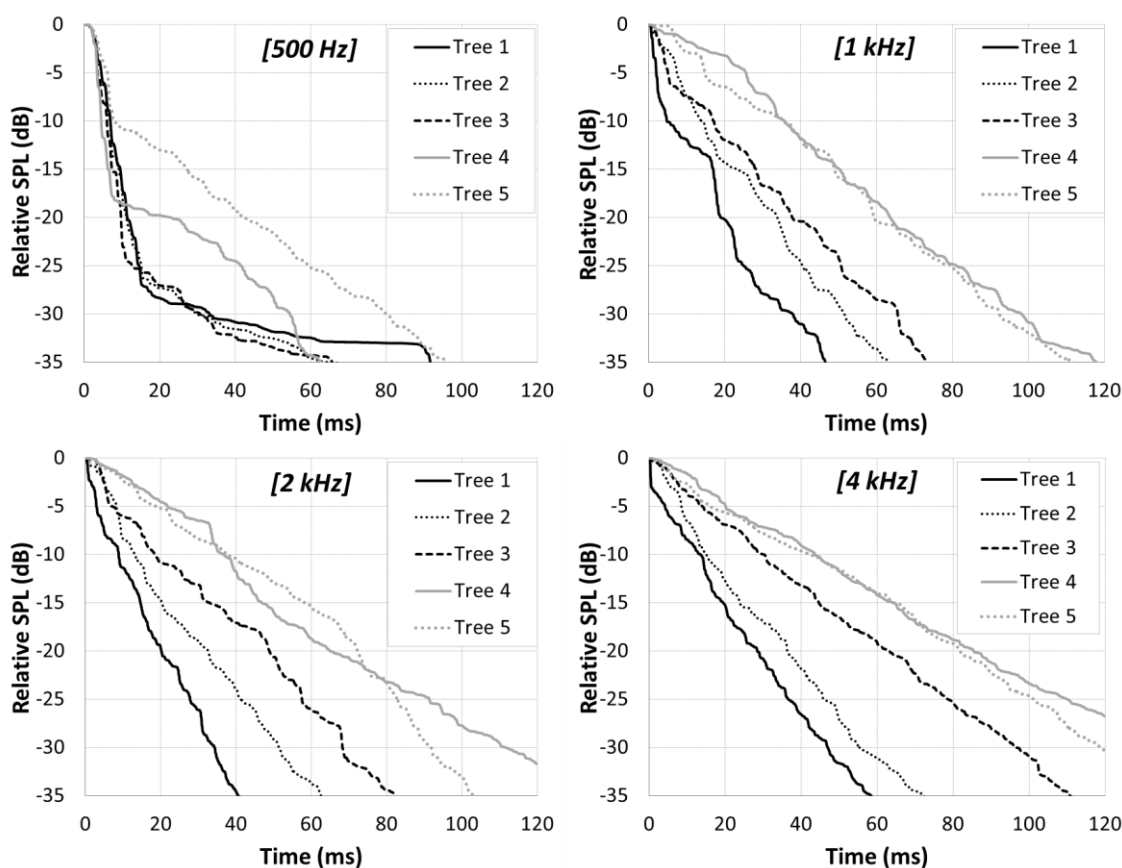 [500 Hz]
Relative SPL (dB)
0
-5
-10
-15
-20
-25
-30
-35
0 20 40 60 80 100 120
Time (ms)
Tree 1
Tree 2
Tree 3
Tree 4
Tree 5
[1 kHz]
Relative SPL (dB)
0
-5
-10
-15
-20
-25
-30
-35
0 20 40 60 80 100 120
Time (ms)
Tree 1
Tree 2
Tree 3
Tree 4
Tree 5
[2 kHz]
Relative SPL (dB)
0
-5
-10
-15
-20
-25
-30
-35
0 20 40 60 80 100 120
Time (ms)
Tree 1
Tree 2
Tree 3
Tree 4
Tree 5
[4 kHz]
Relative SPL (dB)
0
-5
-10
-15
-20
-25
-30
-35
0 20 40 60 80 100 120
Time (ms)
Tree 1
Tree 2
Tree 3
Tree 4
Tree 5